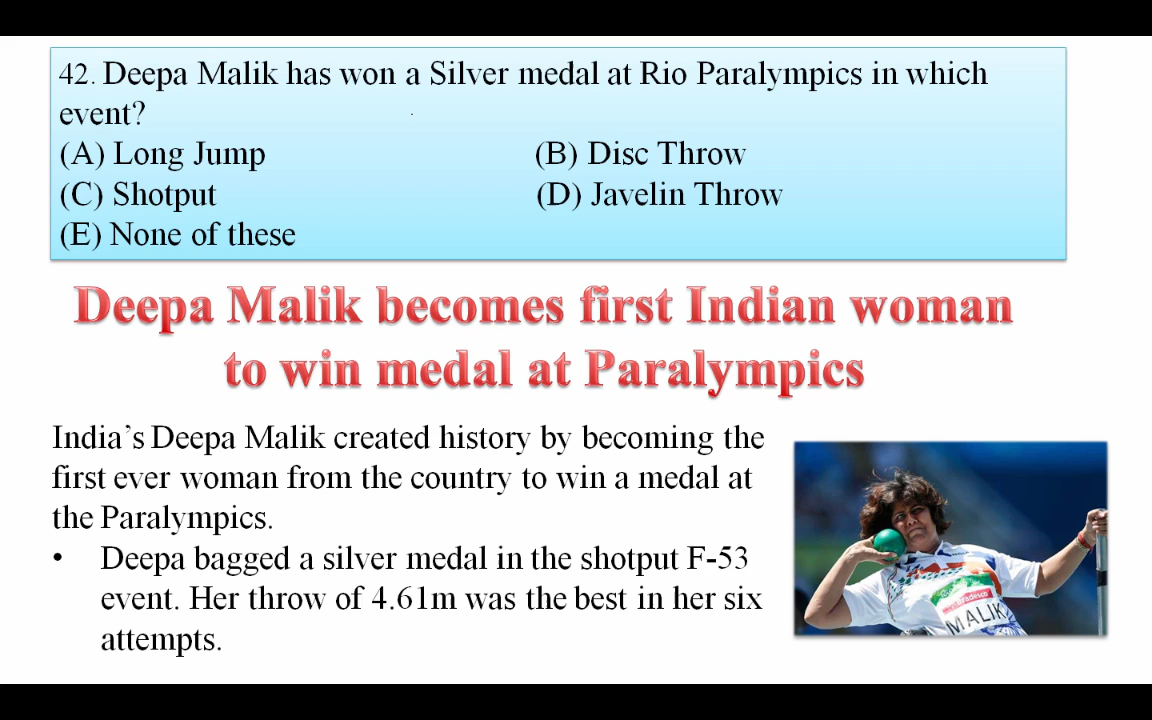 42. Deepa Malik has won a Silver medal at Rio Paralympics in which
event?
(A) Long Jump (B) Disc Throw
(C) Shotput (D) Javelin Throw
(E) None of these
Deepa Malik becomes first Indian woman
to win medal at Paralympics
India’s Deepa Malik created history by becoming the
first ever woman from the country to win a medal at
the Paralympics.
• Deepa bagged a silver medal in the shotput F-53
event. Her throw of 4.61m was the best in her six
attempts.
MALIK